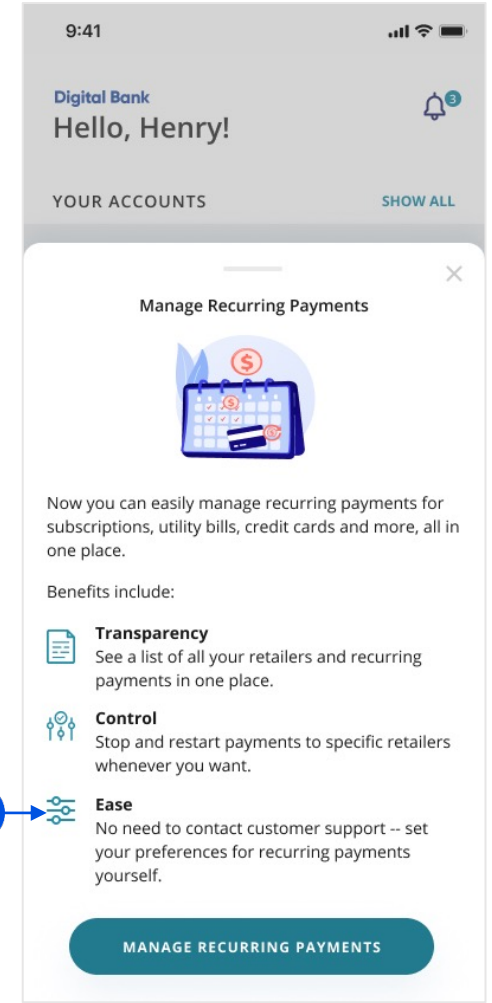 9:41
Digital Bank
3
Hello, Henry!
YOUR ACCOUNTS
SHOW ALL
Manage Recurring Payments
$
$
Now you can easily manage recurring payments for
subscriptions, utility bills, credit cards and more, all in
one place.
Benefits include:
Transparency
See a list of all your retailers and recurring
payments in one place.
Control
Stop and restart payments to specific retailers
whenever you want.
Ease
No need to contact customer support -- set
your preferences for recurring payments
yourself.
MANAGE RECURRING PAYMENTS